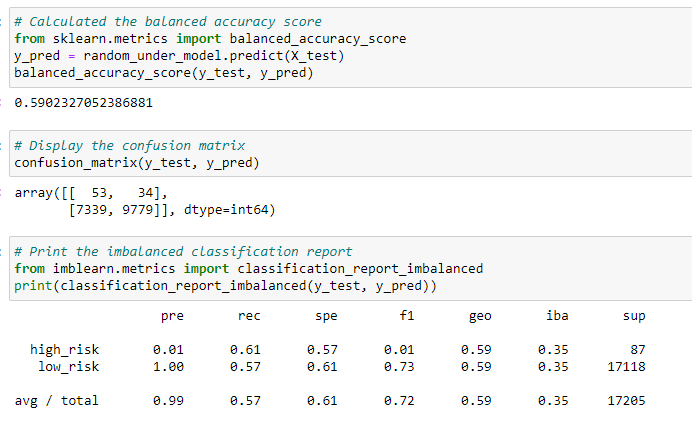 # Calculated the balanced accuracy score
from sklearn.metrics import balanced_accuracy_score
y_pred = random_under_model.predict(X_test)
balanced_accuracy_score(y_test, y_pred)
0.5902327052386881
# Display the confusion matrix
confusion_matrix(y_test, y_pred)
array([[  53,   34],
       [7339, 9779]], dtype=int64)
# Print the imbalanced classification report
from imblearn.metrics import classification_report_imbalanced
print(classification_report_imbalanced(y_test, y_pred))
pre rec spe f1 geo iba sup
high_risk 0.01 0.61 0.57 0.01 0.59 0.35 87
low_risk 1.00 0.57 0.61 0.73 0.59 0.35 17118
avg / total 0.99 0.57 0.61 0.72 0.59 0.35 17205